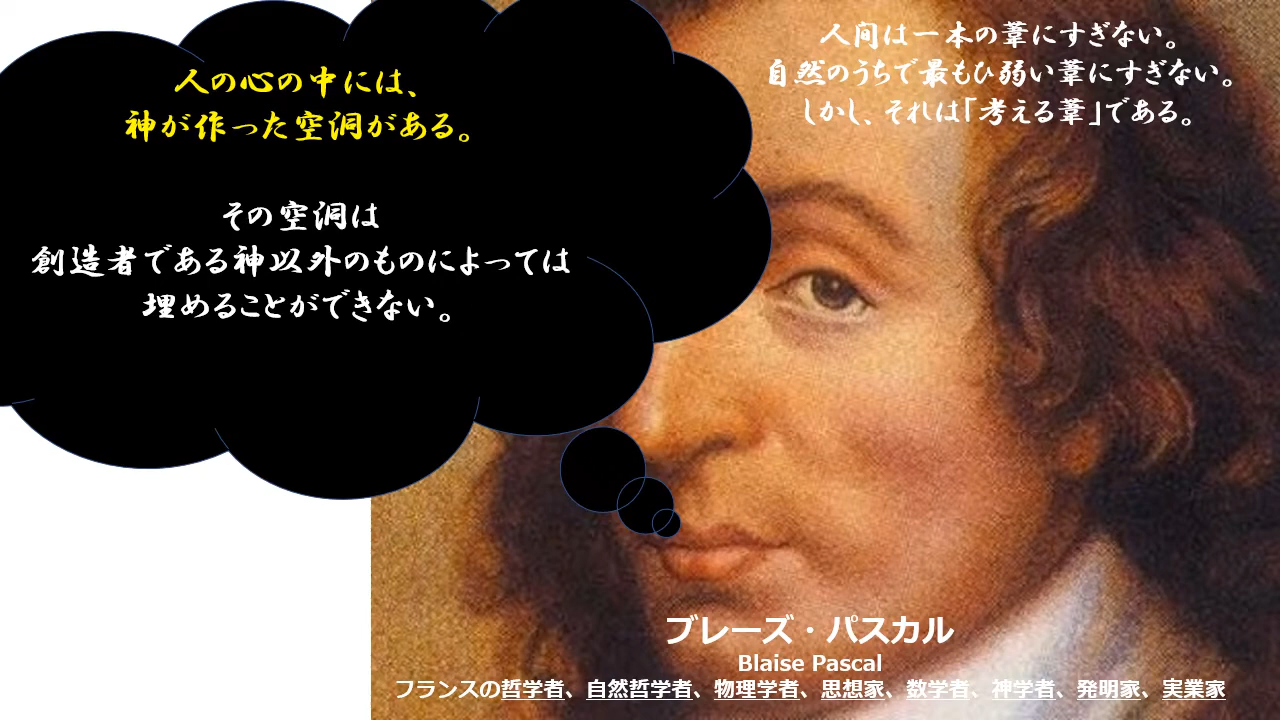 人の心の中には、
神が作った空洞がある。
その空洞は
創造者である神以外のものによっては
埋めることができない。
人间は一本の葦にすぎない。
自然のうちで最もひ弱い葦にすぎない。
しかし、それは「考える葦」である。
ブレーズ・パスカル
Blaise Pascal
フランスの哲学者、自然哲学者、物理学者、思想家、数学者、神学者、発明家、実業家